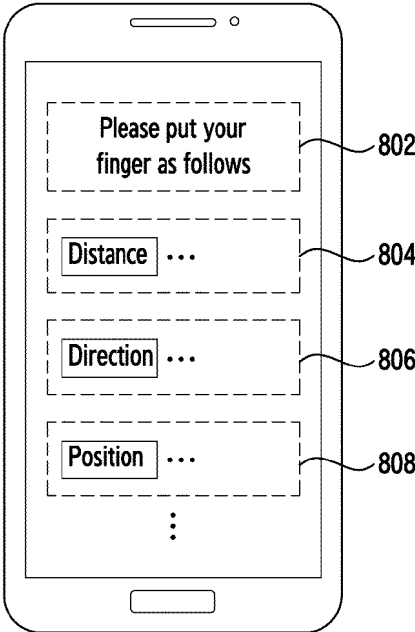 Please put your
finger as follows
802
Distance ...
804
Direction ...
806
Position ...
808